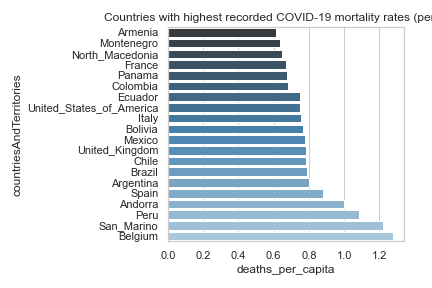 Countries with highest recorded COVID-19 mortality rates (per
countriesAndTerritories
Armenia
Montenegro
North_Macedonia
France
Panama
Colombia
Ecuador
United_States_of_America
Italy
Bolivia
Mexico
United_Kingdom
Chile
Brazil
Argentina
Spain
Andorra
Peru
San_Marino
Belgium
0.0 0.2 0.4 0.6 0.8 1.0 1.2
deaths_per_capita